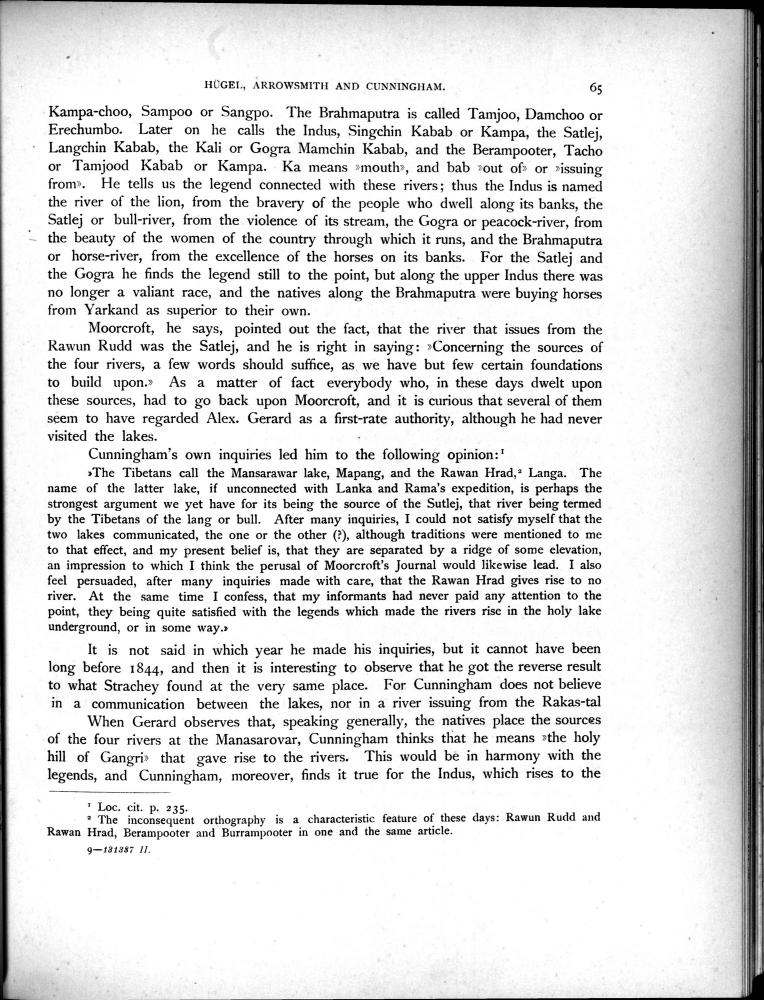 HÜGEL, ARROWSMITH AND CUNNINGHAM.
65
Kampa-choo, Sampoo or Sangpo. The Brahmaputra is called Tamjoo, Damchoo or
Erechumbo. Later on he calls the Indus, Singchin Kabab or Kampa, the Satlej,
Langchin Kabab, the Kali or Gogra Mamchin Kabab, and the Berampooter, Tacho
or Tamjood Kabab or Kampa. Ka means »mouth», and bab »out of» or »issuing
from». He tells us the legend connected with these rivers; thus the Indus is named
the river of the lion, from the bravery of the people who dwell along its banks, the
Satlej or bull-river, from the violence of its stream, the Gogra or peacock-river, from
the beauty of the women of the country through which it runs, and the Brahmaputra
or horse-river, from the excellence of the horses on its banks. For the Satlej and
the Gogra he finds the legend still to the point, but along the upper Indus there was
no longer a valiant race, and the natives along the Brahmaputra were buying horses
from Yarkand as superior to their own.
Moorcroft, he says, pointed out the fact, that the river that issues from the
Rawun Rudd was the Satlej, and he is right in saying: »Concerning the sources of
the four rivers, a few words should suffice, as we have but few certain foundations
to build upon.» As a matter of fact everybody who, in these days dwelt upon
these sources, had to go back upon Moorcroft, and it is curious that several of them
seem to have regarded Alex. Gerard as a first-rate authority, although he had never
visited the lakes.
Cunningham's own inquiries led him to the following opinion:¹
»The Tibetans call the Mansarawar lake, Mapang, and the Rawan Hrad,² Langa. The
name of the latter lake, if unconnected with Lanka and Rama's expedition, is perhaps the
strongest argument we yet have for its being the source of the Sutlej, that river being termed
by the Tibetans of the lang or bull. After many inquiries, I could not satisfy myself that the
two lakes communicated, the one or the other (?), although traditions were mentioned to me
to that effect, and my present belief is, that they are separated by a ridge of some elevation,
an impression to which I think the perusal of Moorcroft's Journal would likewise lead. I also
feel persuaded, after many inquiries made with care, that the Rawan Hrad gives rise to no
river. At the same time I confess, that my informants had never paid any attention to the
point, they being quite satisfied with the legends which made the rivers rise in the holy lake
underground, or in some way.»
It is not said in which year he made his inquiries, but it cannot have been
long before 1844, and then it is interesting to observe that he got the reverse result
to what Strachey found at the very same place. For Cunningham does not believe
in a communication between the lakes, nor in a river issuing from the Rakas-tal
When Gerard observes that, speaking generally, the natives place the sources
of the four rivers at the Manasarovar, Cunningham thinks that he means »the holy
hill of Gangri» that gave rise to the rivers. This would be in harmony with the
legends, and Cunningham, moreover, finds it true for the Indus, which rises to the
¹ Loc. cit. p. 235.
² The inconsequent orthography is a characteristic feature of these days: Rawun Rudd and
Rawan Hrad, Berampooter and Burrampooter in one and the same article.
9—131387 II.